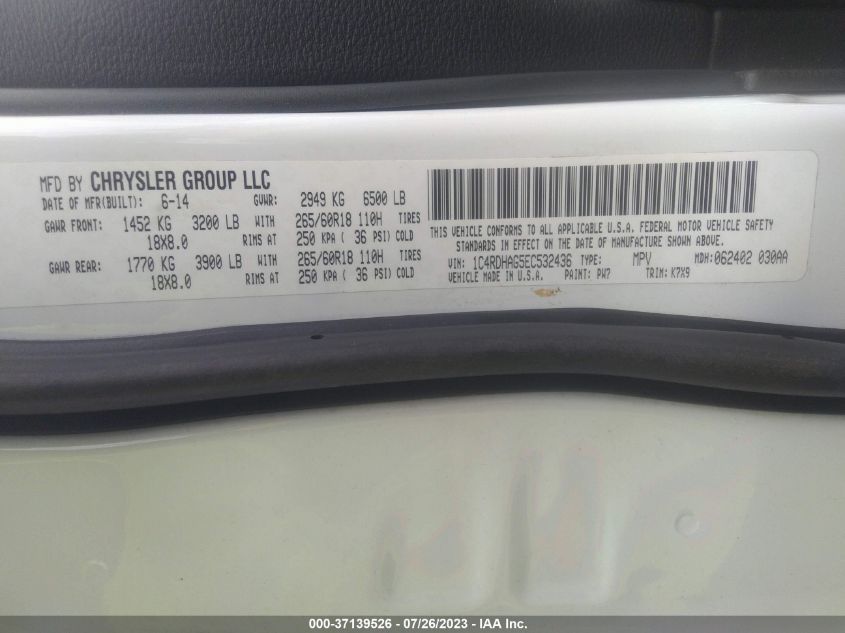 MFD BY CHRYSLER GROUP LLC
DATE OF MFR(BUILT): 6-14 GVWR: 2949 KG 6500 LB
GAWR FRONT: 1452 KG 3200 LB WITH 265/60R18 110H TIRES
18X8.0 RIMS AT 250 KPA ( 36 PSI) COLD
GAWR REAR: 1770 KG 3900 LB WITH 265/60R18 110H TIRES
18X8.0 RIMS AT 250 KPA ( 36 PSI) COLD
THIS VEHICLE CONFORMS TO ALL APPLICABLE U.S.A. FEDERAL MOTOR VEHICLE SAFETY
STANDARDS IN EFFECT ON THE DATE OF MANUFACTURE SHOWN ABOVE.
VIN: 1C4RDHAG5EC532436 TYPE: MPV MDH: 062402 030AA
VEHICLE MADE IN U.S.A. PAINT: PW7 TRIM: K7X9
000-37139526 - 07/26/2023 - IAA Inc.